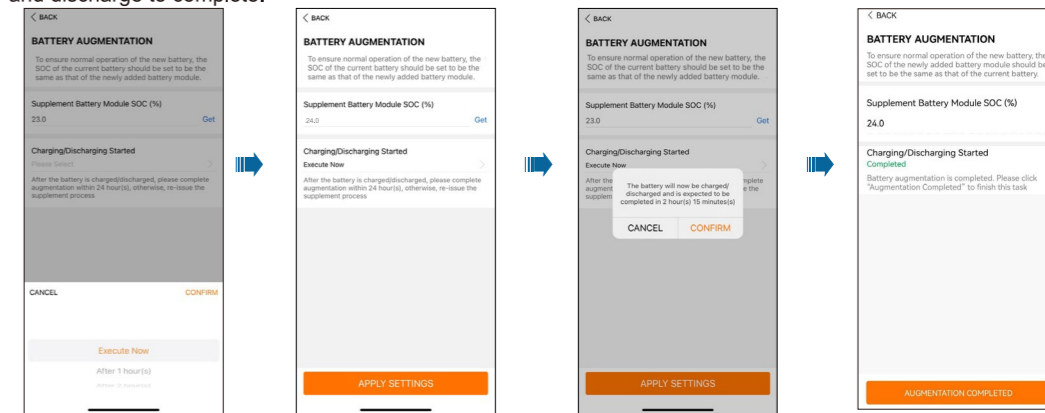 and discharge to complete.
< BACK
BATTERY AUGMENTATION
To ensure normal operation of the new battery, the
SOC of the current battery should be set to be the
same as that of the newly added battery module.
Supplement Battery Module SOC (%)
23.0 Get
Charging/Discharging Started
Please Select
After the battery is charged/discharged, please complete
augmentation within 24 hour(s), otherwise, re-issue the
supplement process
CANCEL CONFIRM
Execute Now
After 1 hour(s)
< BACK
BATTERY AUGMENTATION
To ensure normal operation of the new battery, the
SOC of the current battery should be set to be the
same as that of the newly added battery module.
Supplement Battery Module SOC (%)
24.0 Get
Charging/Discharging Started
Execute Now
After the battery is charged/discharged, please complete
augmentation within 24 hour(s), otherwise, re-issue the
supplement process
APPLY SETTINGS
< BACK
BATTERY AUGMENTATION
To ensure normal operation of the new battery, the
SOC of the current battery should be set to be the
same as that of the newly added battery module.
Supplement Battery Module SOC (%)
23.0 Get
Charging/Discharging Started
Execute Now
The battery will now be charged/
discharged and is expected to be
completed in 2 hour(s) 15 minutes(s)
CANCEL CONFIRM
APPLY SETTINGS
< BACK
BATTERY AUGMENTATION
To ensure normal operation of the new battery, the
SOC of the newly added battery module should be
set to be the same as that of the current battery.
Supplement Battery Module SOC (%)
24.0
Charging/Discharging Started
Completed
Battery augmentation is completed. Please click
"Augmentation Completed" to finish this task
AUGMENTATION COMPLETED